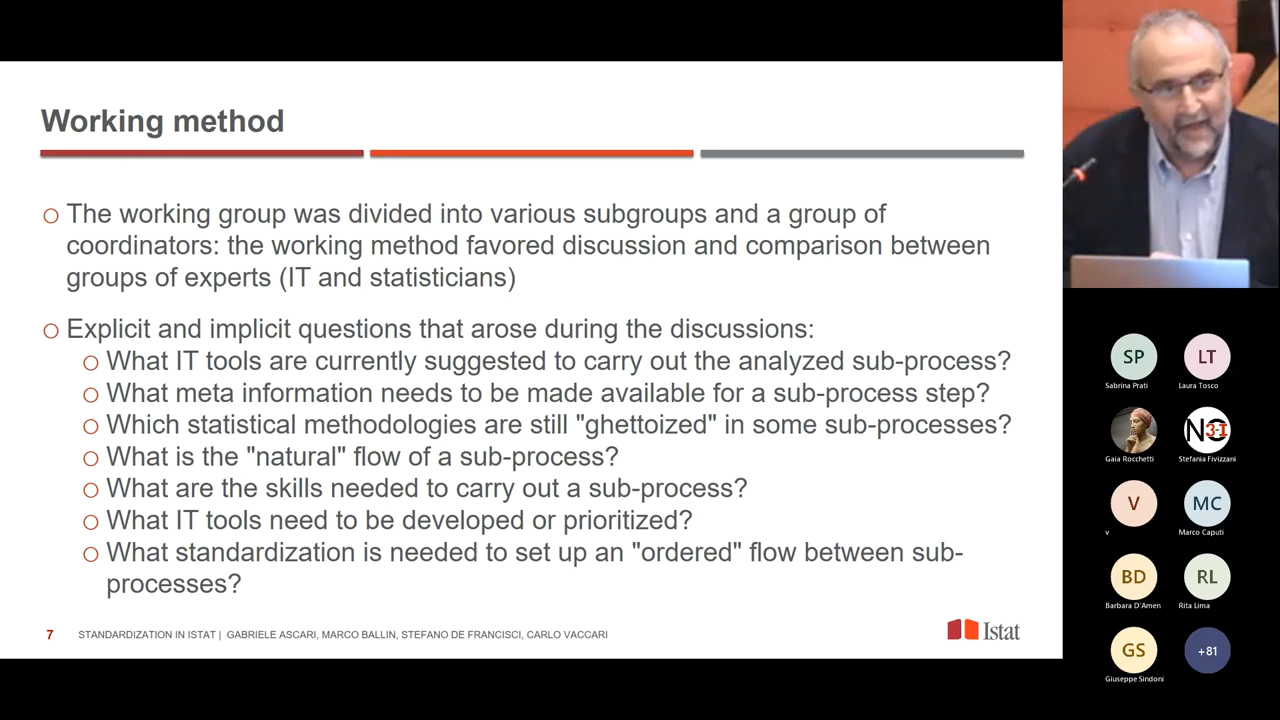 Working method
The working group was divided into various subgroups and a group of
coordinators: the working method favored discussion and comparison between
groups of experts (IT and statisticians)
Explicit and implicit questions that arose during the discussions:
What IT tools are currently suggested to carry out the analyzed sub-process?
What meta information needs to be made available for a sub-process step?
Which statistical methodologies are still "ghettoized" in some sub-processes?
What is the "natural" flow of a sub-process?
What are the skills needed to carry out a sub-process?
What IT tools need to be developed or prioritized?
What standardization is needed to set up an "ordered" flow between sub-
processes?
7 STANDARDIZATION IN ISTAT | GABRIELE ASCARI, MARCO BALLIN, STEFANO DE FRANCISCI, CARLO VACCARI
Istat
SP LT
Sabrina Prati Laura Tosco
Gaia Rocchetti Stefania Fivizzani
V MC
v Marco Caputi
BD RL
Barbara D'Amen Rita Lima
GS +81
Giuseppe Sindoni